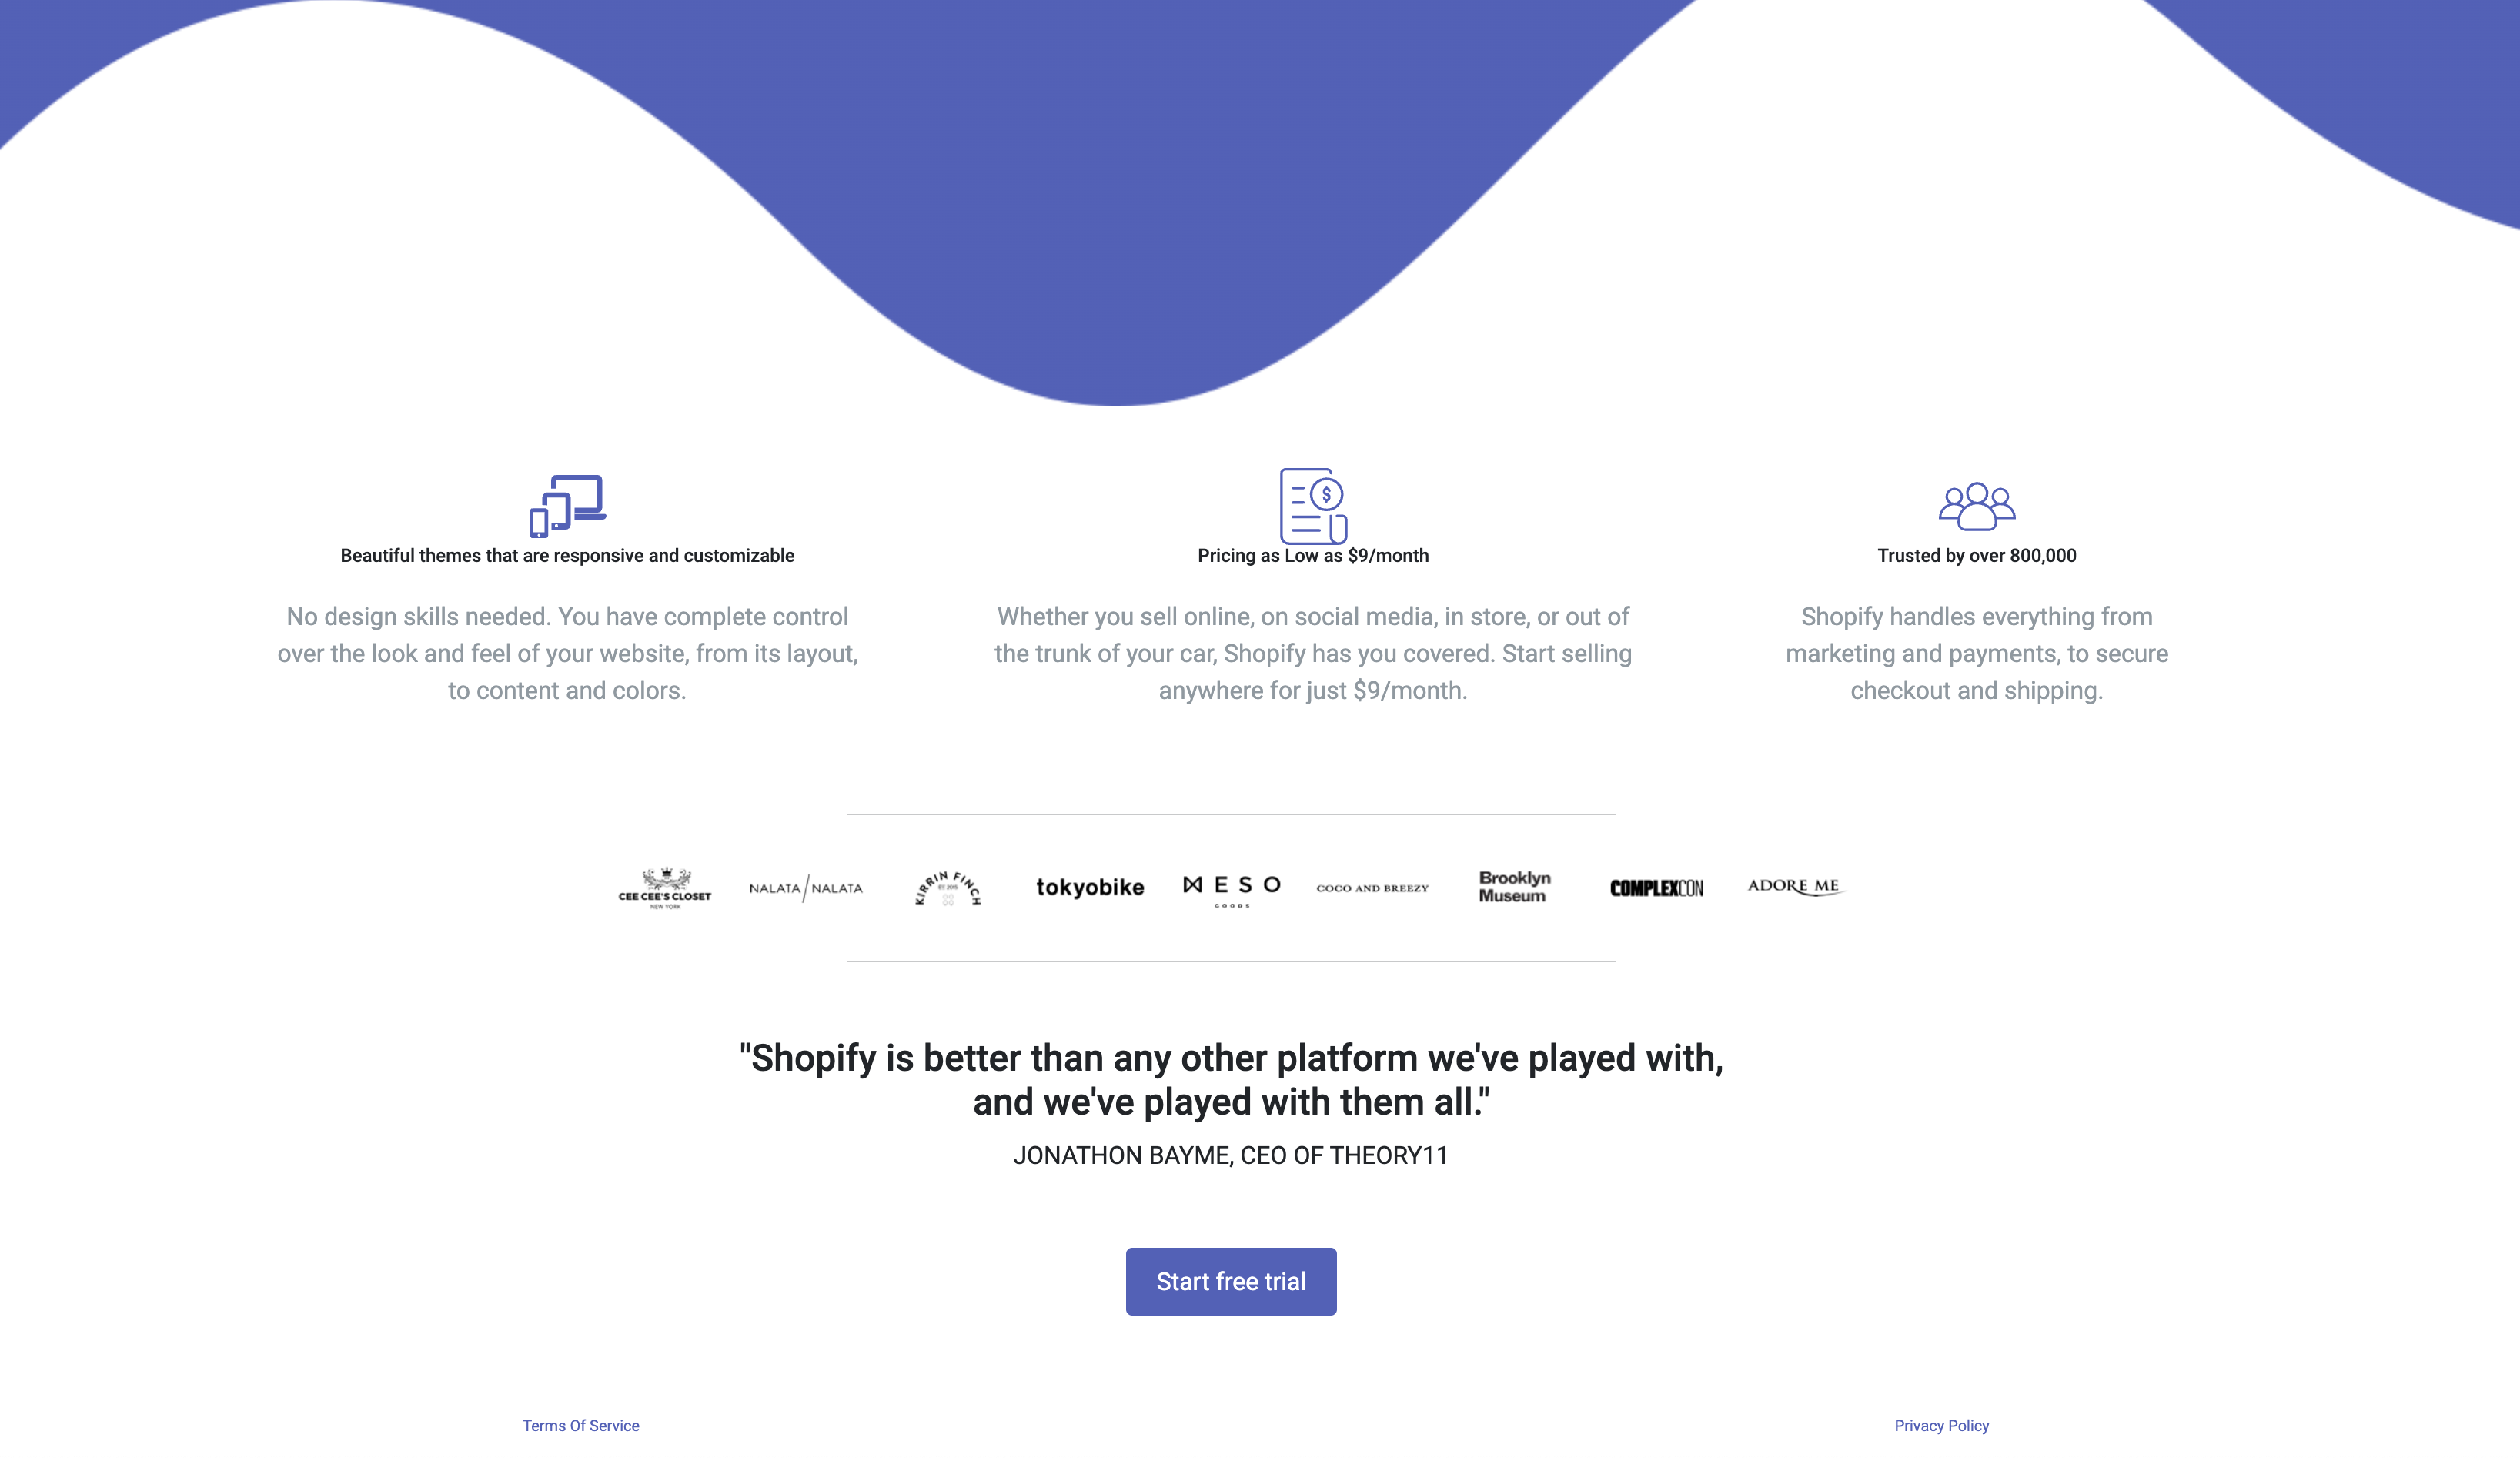 Beautiful themes that are responsive and customizable
No design skills needed. You have complete control
over the look and feel of your website, from its layout,
to content and colors.
$
Pricing as Low as $9/month
Whether you sell online, on social media, in store, or out of
the trunk of your car, Shopify has you covered. Start selling
anywhere for just $9/month.
Trusted by over 800,000
Shopify handles everything from
marketing and payments, to secure
checkout and shipping.
CEE CEE'S CLOSET
NEW YORK
NALATA/NALATA
KIRRIN FINCH
EST 2015
tokyobike
MESO
GOODS
COCO AND BREEZY
Brooklyn
Museum
COMPLEXCON
ADORE ME
"Shopify is better than any other platform we've played with,
and we've played with them all."
JONATHON BAYME, CEO OF THEORY11
Start free trial
Terms Of Service
Privacy Policy